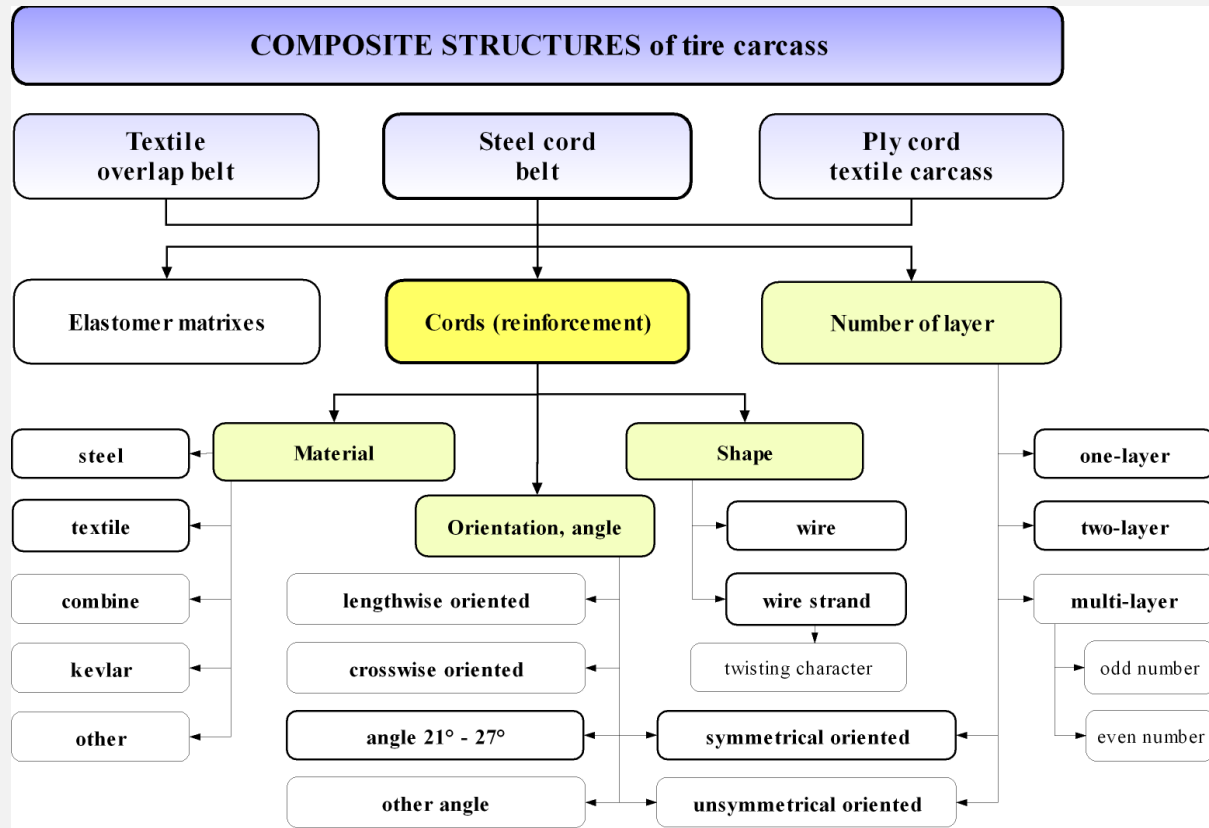 COMPOSITE STRUCTURES of tire carcass
Textile
overlap belt
Steel cord
belt
Ply cord
textile carcass
Elastomer matrixes
Cords (reinforcement)
Number of layer
Material
Shape
Orientation, angle
steel
textile
combine
kevlar
other
lengthwise oriented
crosswise oriented
angle 21° - 27°
other angle
wire
wire strand
twisting character
symmetrical oriented
unsymmetrical oriented
one-layer
two-layer
multi-layer
odd number
even number